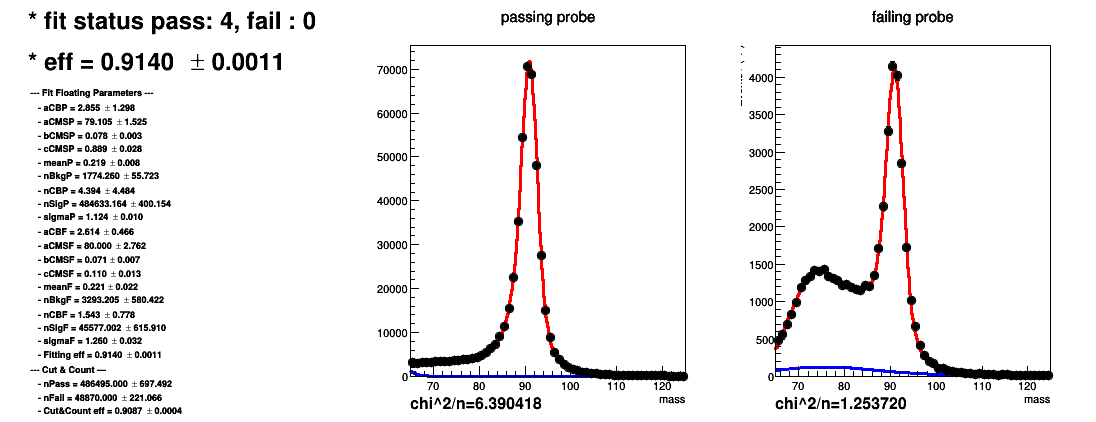 * fit status pass: 4, fail : 0
* eff = 0.9140 ± 0.0011
--- Fit Floating Parameters ---
- aCBP = 2.855 ± 1.298
- aCMSP = 79.105 ± 1.525
- bCMSP = 0.078 ± 0.003
- cCMSP = 0.889 ± 0.028
- meanP = 0.219 ± 0.008
- nBkgP = 1774.260 ± 55.723
- nCBP = 4.394 ± 4.484
- nSigP = 484633.164 ± 400.154
- sigmaP = 1.124 ± 0.010
- aCBF = 2.614 ± 0.466
- aCMSF = 80.000 ± 2.762
- bCMSF = 0.071 ± 0.007
- cCMSF = 0.110 ± 0.013
- meanF = 0.221 ± 0.022
- nBkgF = 3293.205 ± 580.422
- nCBF = 1.543 ± 0.778
- nSigF = 45577.002 ± 615.910
- sigmaF = 1.260 ± 0.032
- Fitting eff = 0.9140 ± 0.0011
--- Cut & Count ---
- nPass = 486495.000 ± 697.492
- nFail = 48870.000 ± 221.066
- Cut&Count eff = 0.9087 ± 0.0004
passing probe
70000
60000
50000
40000
30000
20000
10000
0
70 80 90 100 110 120
mass
chi^2/n=6.390418
failing probe
4000
3500
3000
2500
2000
1500
1000
500
0
70 80 90 100 110 120
mass
chi^2/n=1.253720